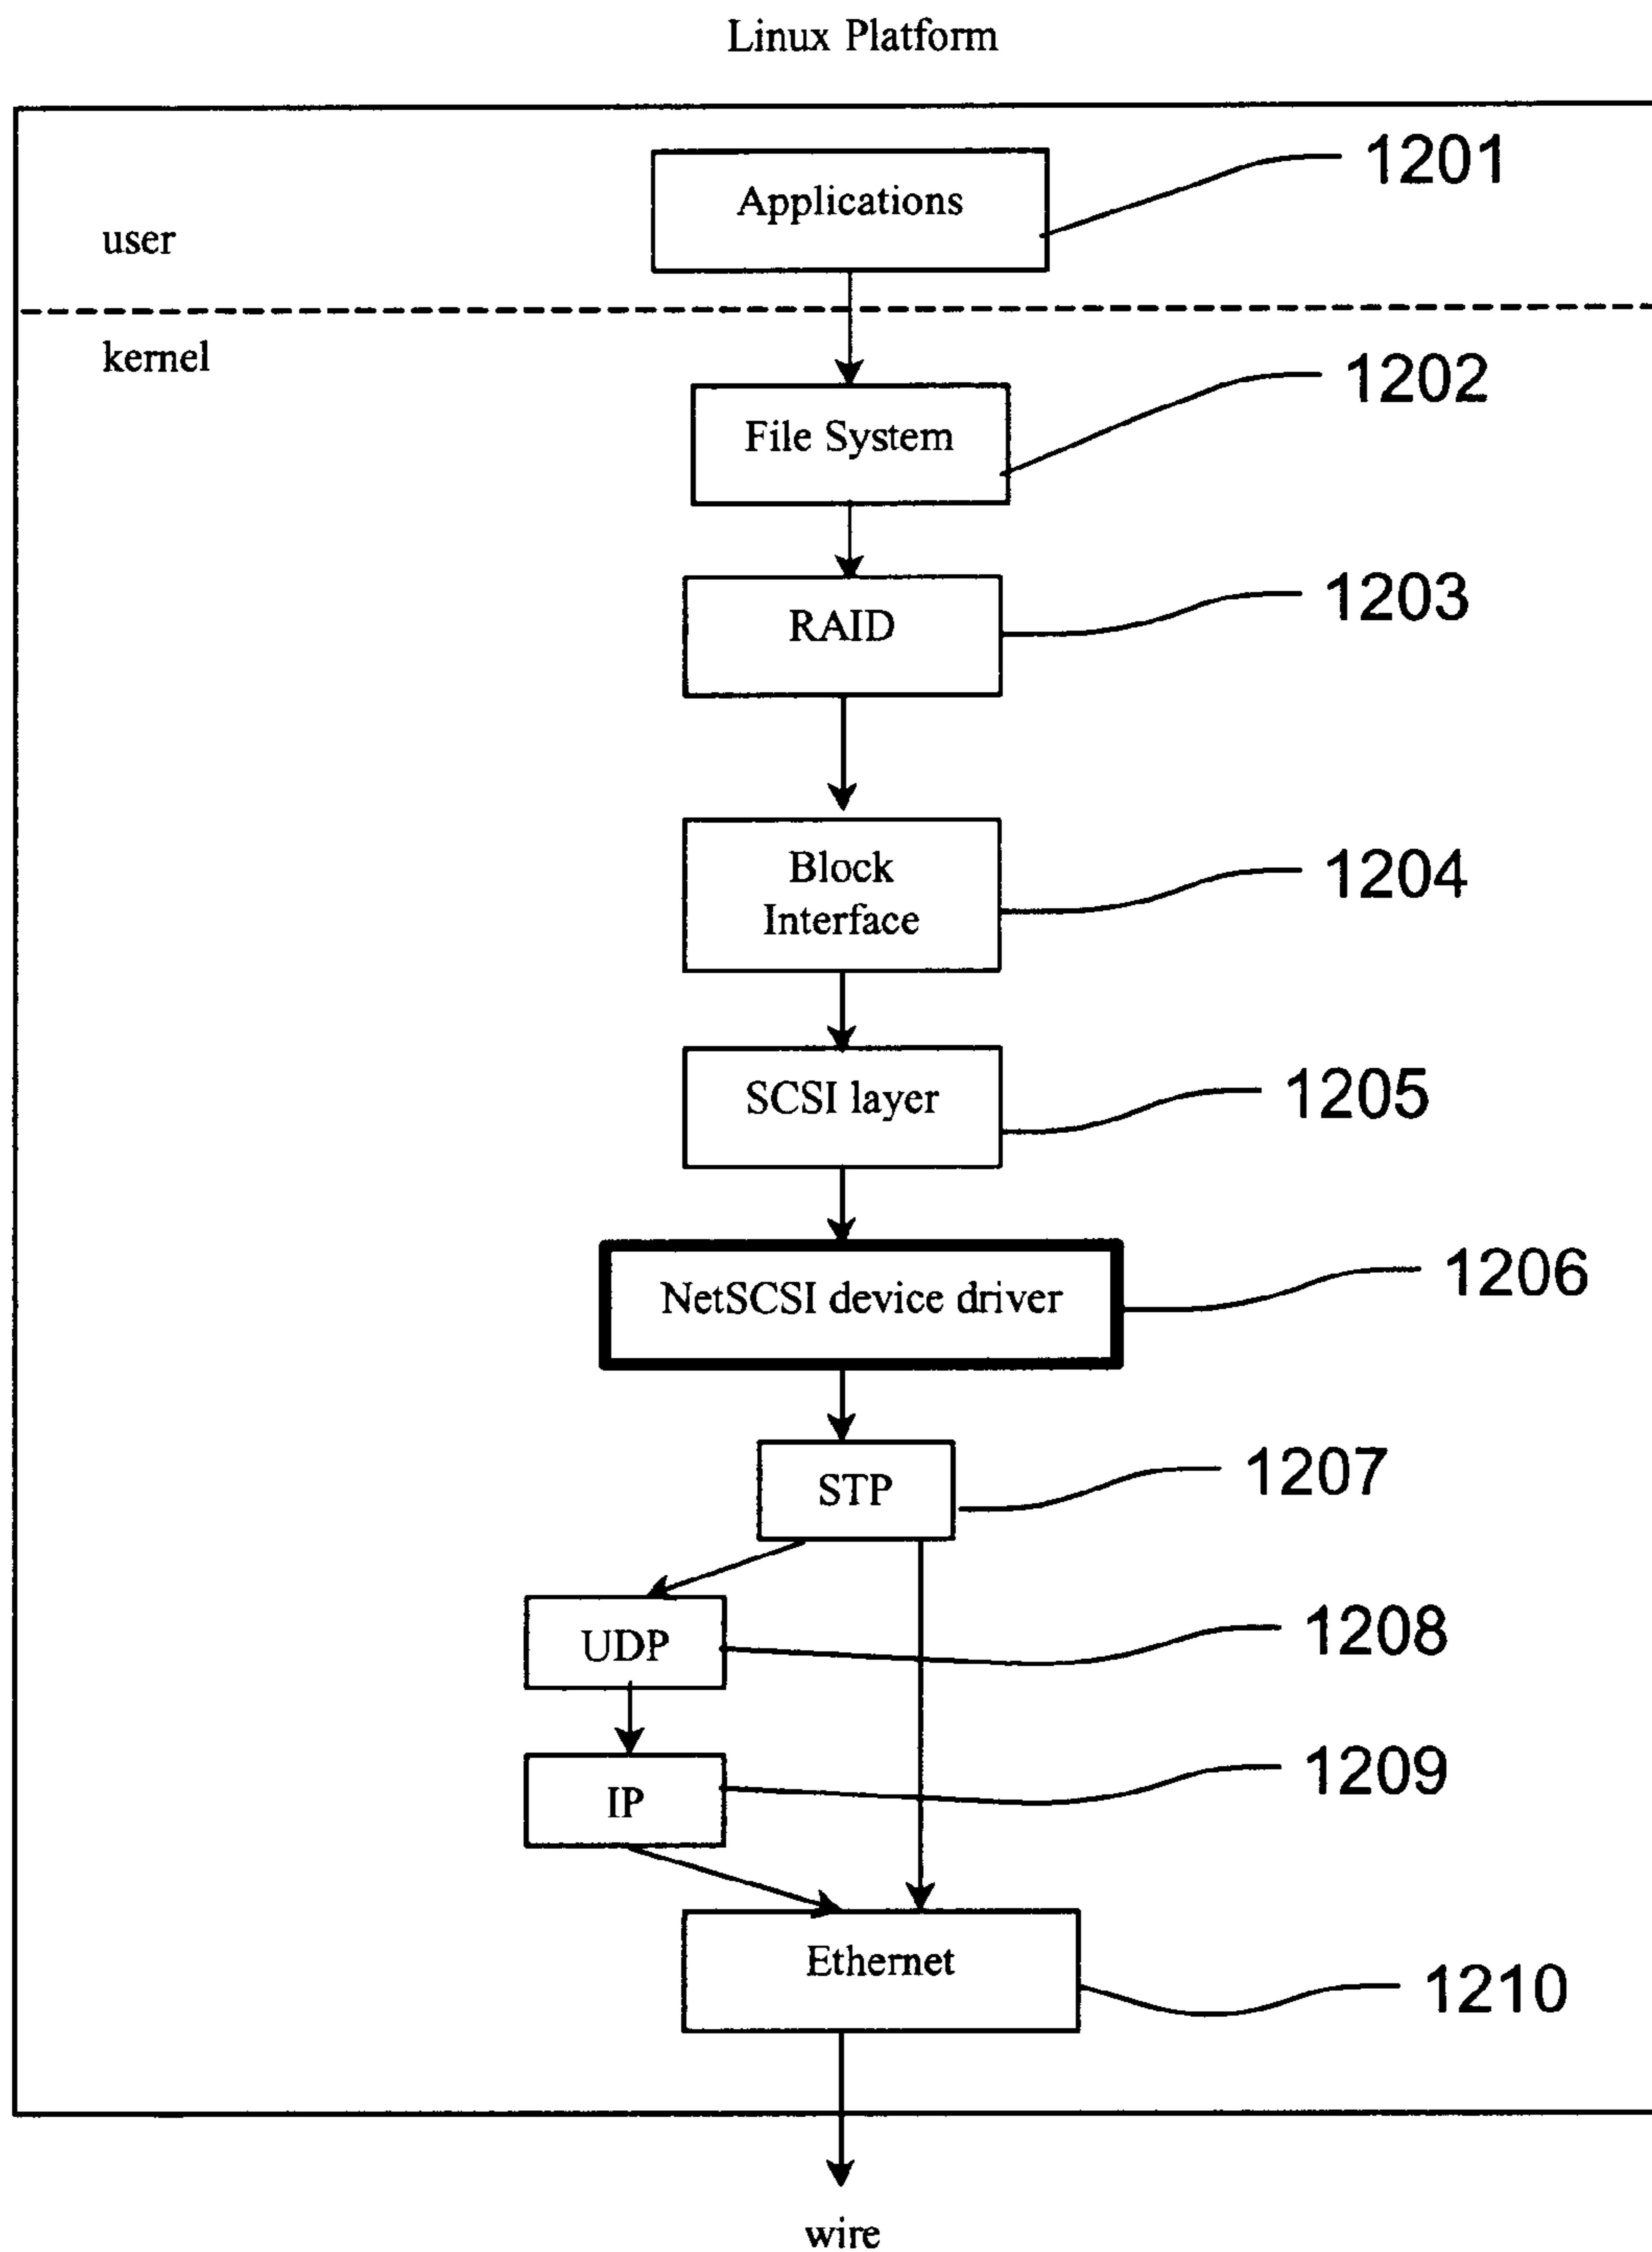 Linux Platform
Applications
1201
user
kernel
1202
File System
1203
RAID
Block
Interface
1204
SCSI layer
1205
NetSCSI device driver
1206
STP
1207
UDP
1208
IP
1209
Ethernet
1210
wire